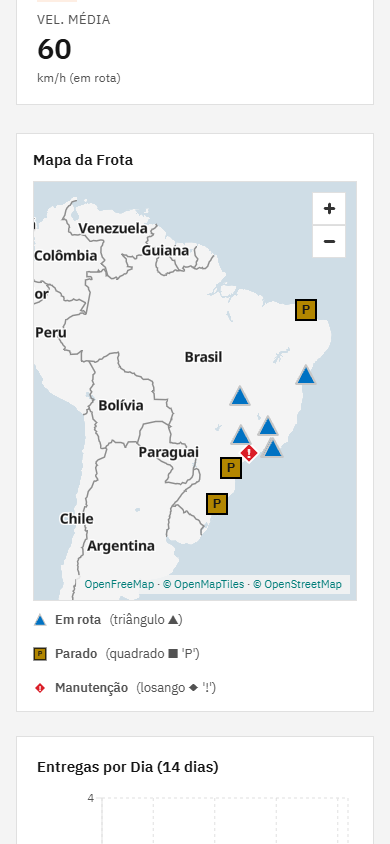 VEL. MÉDIA
60
km/h (em rota)
Mapa da Frota
+
−
Venezuela
Guiana
Colômbia
or
P
Peru
Brasil
Bolívia
Paraguai
!
P
P
Chile
Argentina
OpenFreeMap · © OpenMapTiles · © OpenStreetMap
Em rota (triângulo ▲)
P Parado (quadrado ■ 'P')
! Manutenção (losango ◆ '!')
Entregas por Dia (14 dias)
4